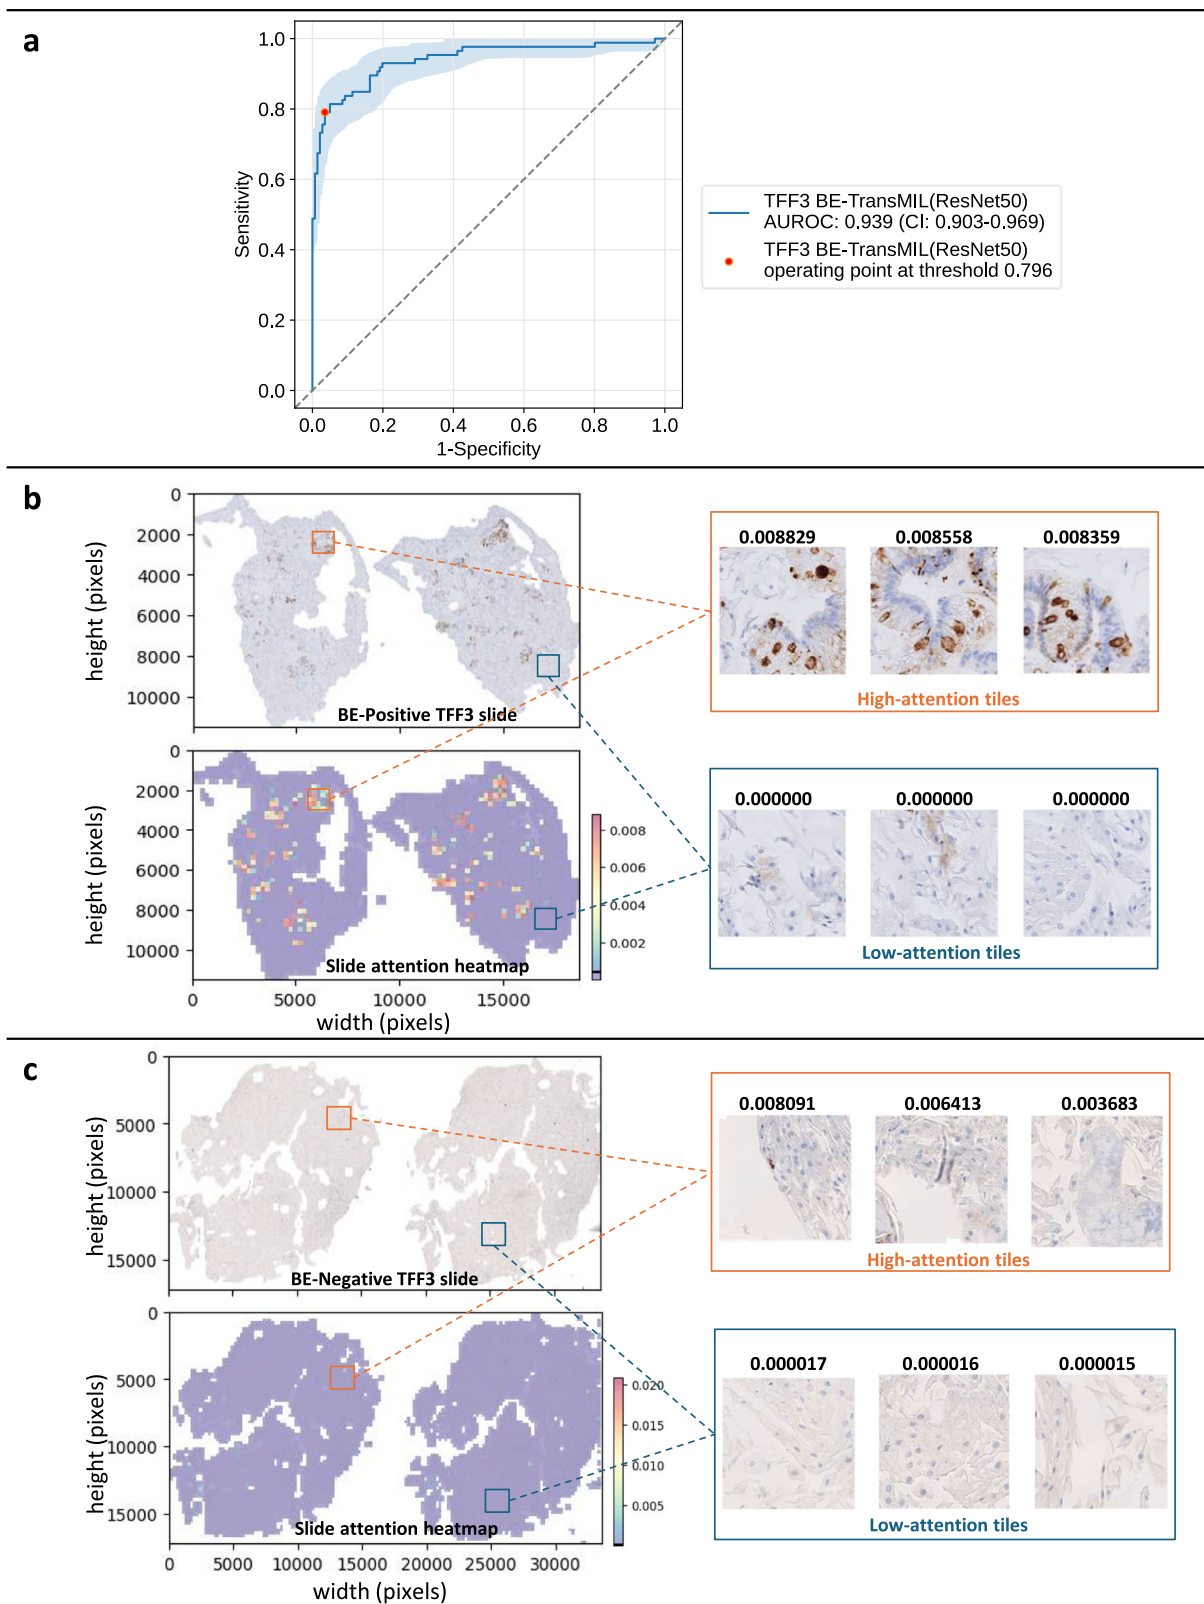 a
1.0
0.8
0.6
0.4
0.2
0.0
Sensitivity
0.0 0.2 0.4 0.6 0.8 1.0
1-Specificity
TFF3 BE-TransMIL(ResNet50)
AUROC: 0.939 (CI: 0.903-0.969)
TFF3 BE-TransMIL(ResNet50)
operating point at threshold 0.796
b
0
2000
4000
6000
8000
10000
height (pixels)
BE-Positive TFF3 slide
0.008829 0.008558 0.008359
High-attention tiles
0
2000
4000
6000
8000
10000
height (pixels)
Slide attention heatmap
0 5000 10000 15000
width (pixels)
0.008
0.006
0.004
0.002
0.000000 0.000000 0.000000
Low-attention tiles
c
0
5000
10000
15000
height (pixels)
BE-Negative TFF3 slide
0.008091 0.006413 0.003683
High-attention tiles
0
5000
10000
15000
height (pixels)
Slide attention heatmap
0 5000 10000 15000 20000 25000 30000
width (pixels)
0.020
0.015
0.010
0.005
0.000017 0.000016 0.000015
Low-attention tiles